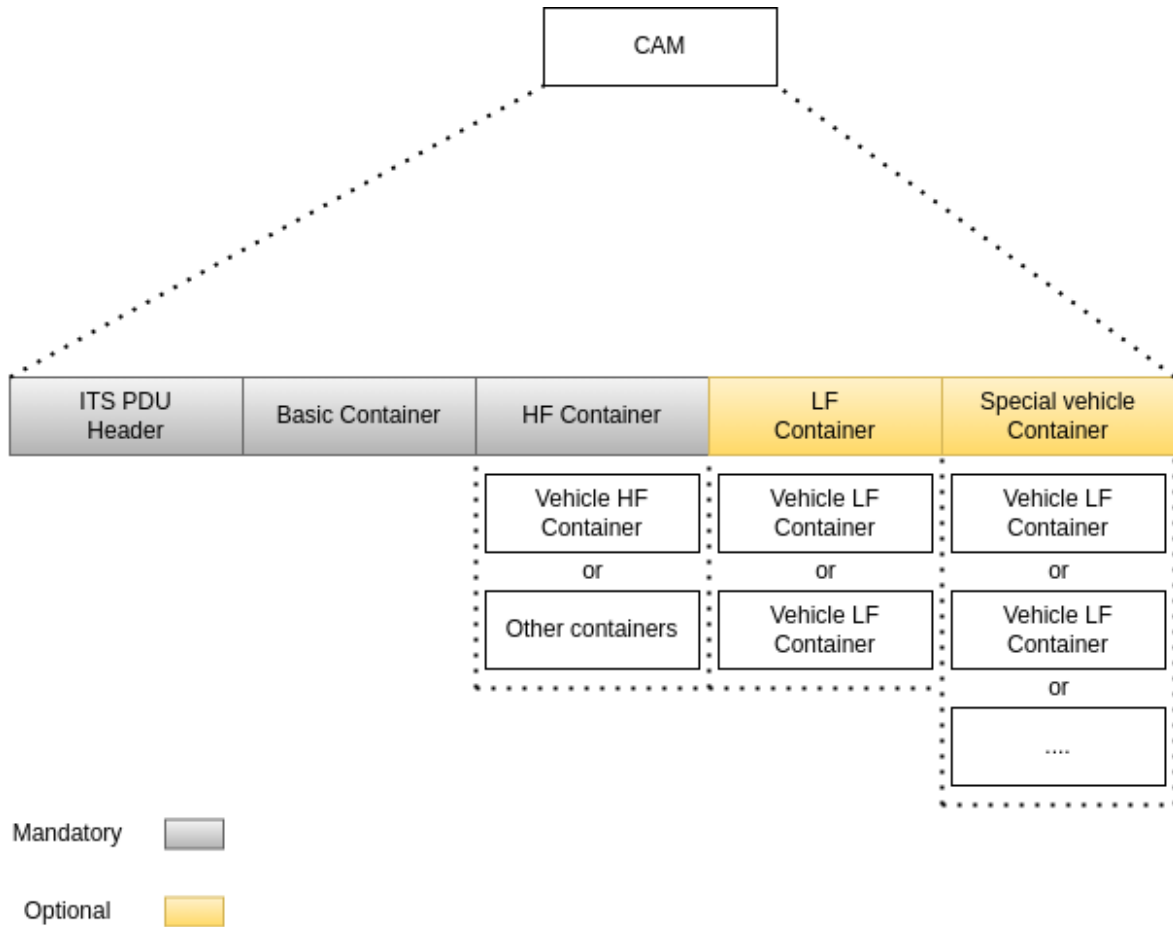 CAM
ITS PDU
Header
Basic Container
HF Container
LF
Container
Special vehicle
Container
Vehicle HF
Container
or
Other containers
Vehicle LF
Container
or
Vehicle LF
Container
Vehicle LF
Container
or
Vehicle LF
Container
or
....
Mandatory
Optional